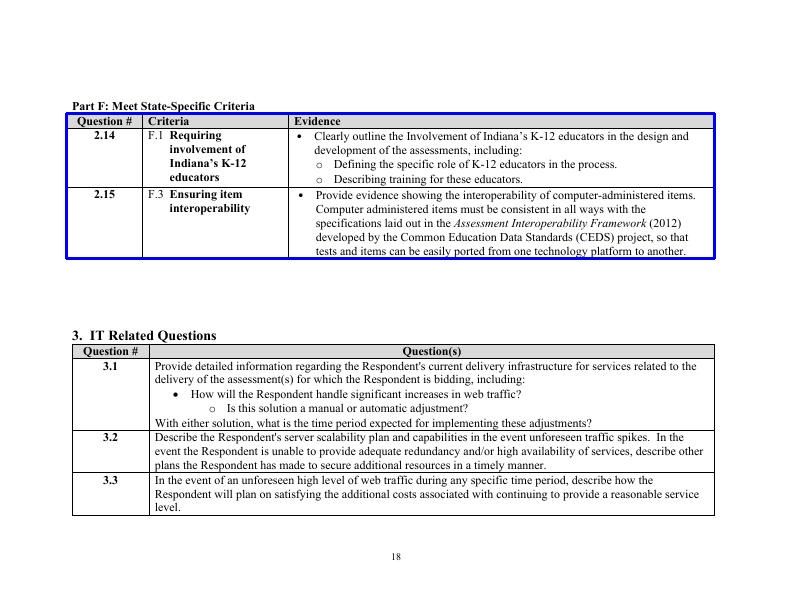 Part F: Meet State-Specific Criteria
Question # Criteria Evidence
2.14 F.1 Requiring involvement of Indiana's K-12 educators
• Clearly outline the Involvement of Indiana's K-12 educators in the design and
development of the assessments, including:
o Defining the specific role of K-12 educators in the process.
o Describing training for these educators.
2.15 F.3 Ensuring item interoperability
• Provide evidence showing the interoperability of computer-administered items.
Computer administered items must be consistent in all ways with the
specifications laid out in the Assessment Interoperability Framework (2012)
developed by the Common Education Data Standards (CEDS) project, so that
tests and items can be easily ported from one technology platform to another.
3. IT Related Questions
Question # Question(s)
3.1 Provide detailed information regarding the Respondent's current delivery infrastructure for services related to the
delivery of the assessment(s) for which the Respondent is bidding, including:
• How will the Respondent handle significant increases in web traffic?
o Is this solution a manual or automatic adjustment?
With either solution, what is the time period expected for implementing these adjustments?
3.2 Describe the Respondent's server scalability plan and capabilities in the event unforeseen traffic spikes. In the
event the Respondent is unable to provide adequate redundancy and/or high availability of services, describe other
plans the Respondent has made to secure additional resources in a timely manner.
3.3 In the event of an unforeseen high level of web traffic during any specific time period, describe how the
Respondent will plan on satisfying the additional costs associated with continuing to provide a reasonable service
level.
18